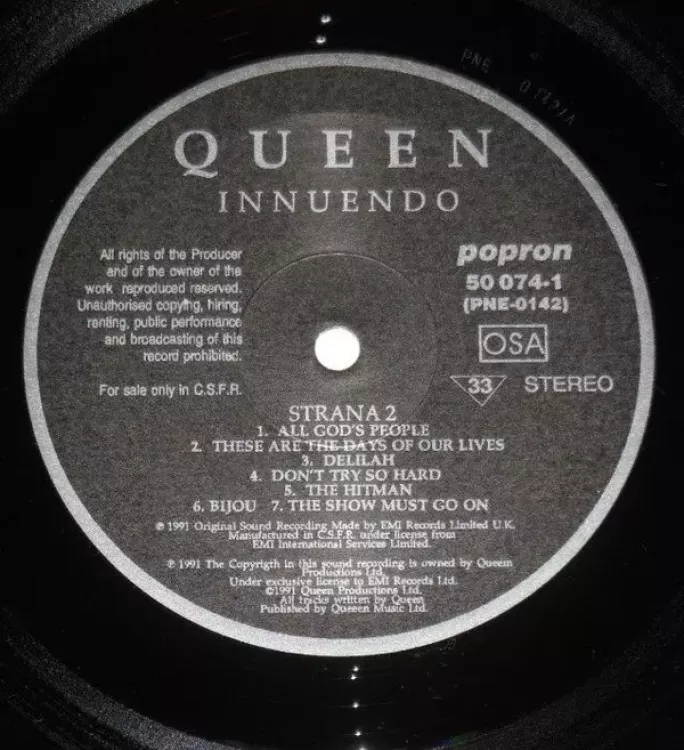 QUEEN
INNUENDO
All rights of the Producer
and of the owner of the
work reproduced reserved.
Unauthorised copying, hiring,
renting, public performance
and broadcasting of this
record prohibited.
For sale only in C.S.F.R.
popron
50 074-1
(PNE-0142)
OSA
33 STEREO
STRANA 2
1. ALL GOD'S PEOPLE
2. THESE ARE THE DAYS OF OUR LIVES
3. DELILAH
4. DON'T TRY SO HARD
5. THE HITMAN
6. BIJOU 7. THE SHOW MUST GO ON
℗ 1991 Original Sound Recording Made by EMI Records Limited U.K.
Manufactured in C.S.F.R. under license from
EMI International Services Limited.
℗ 1991 The Copyrigth in this sound recording is owned by Queen
Productions Ltd.
Under exclusive license to EMI Records Ltd.
©1991 Queen Productions Ltd.
All tracks written by Queen
Published by Queen Music Ltd.
PNE